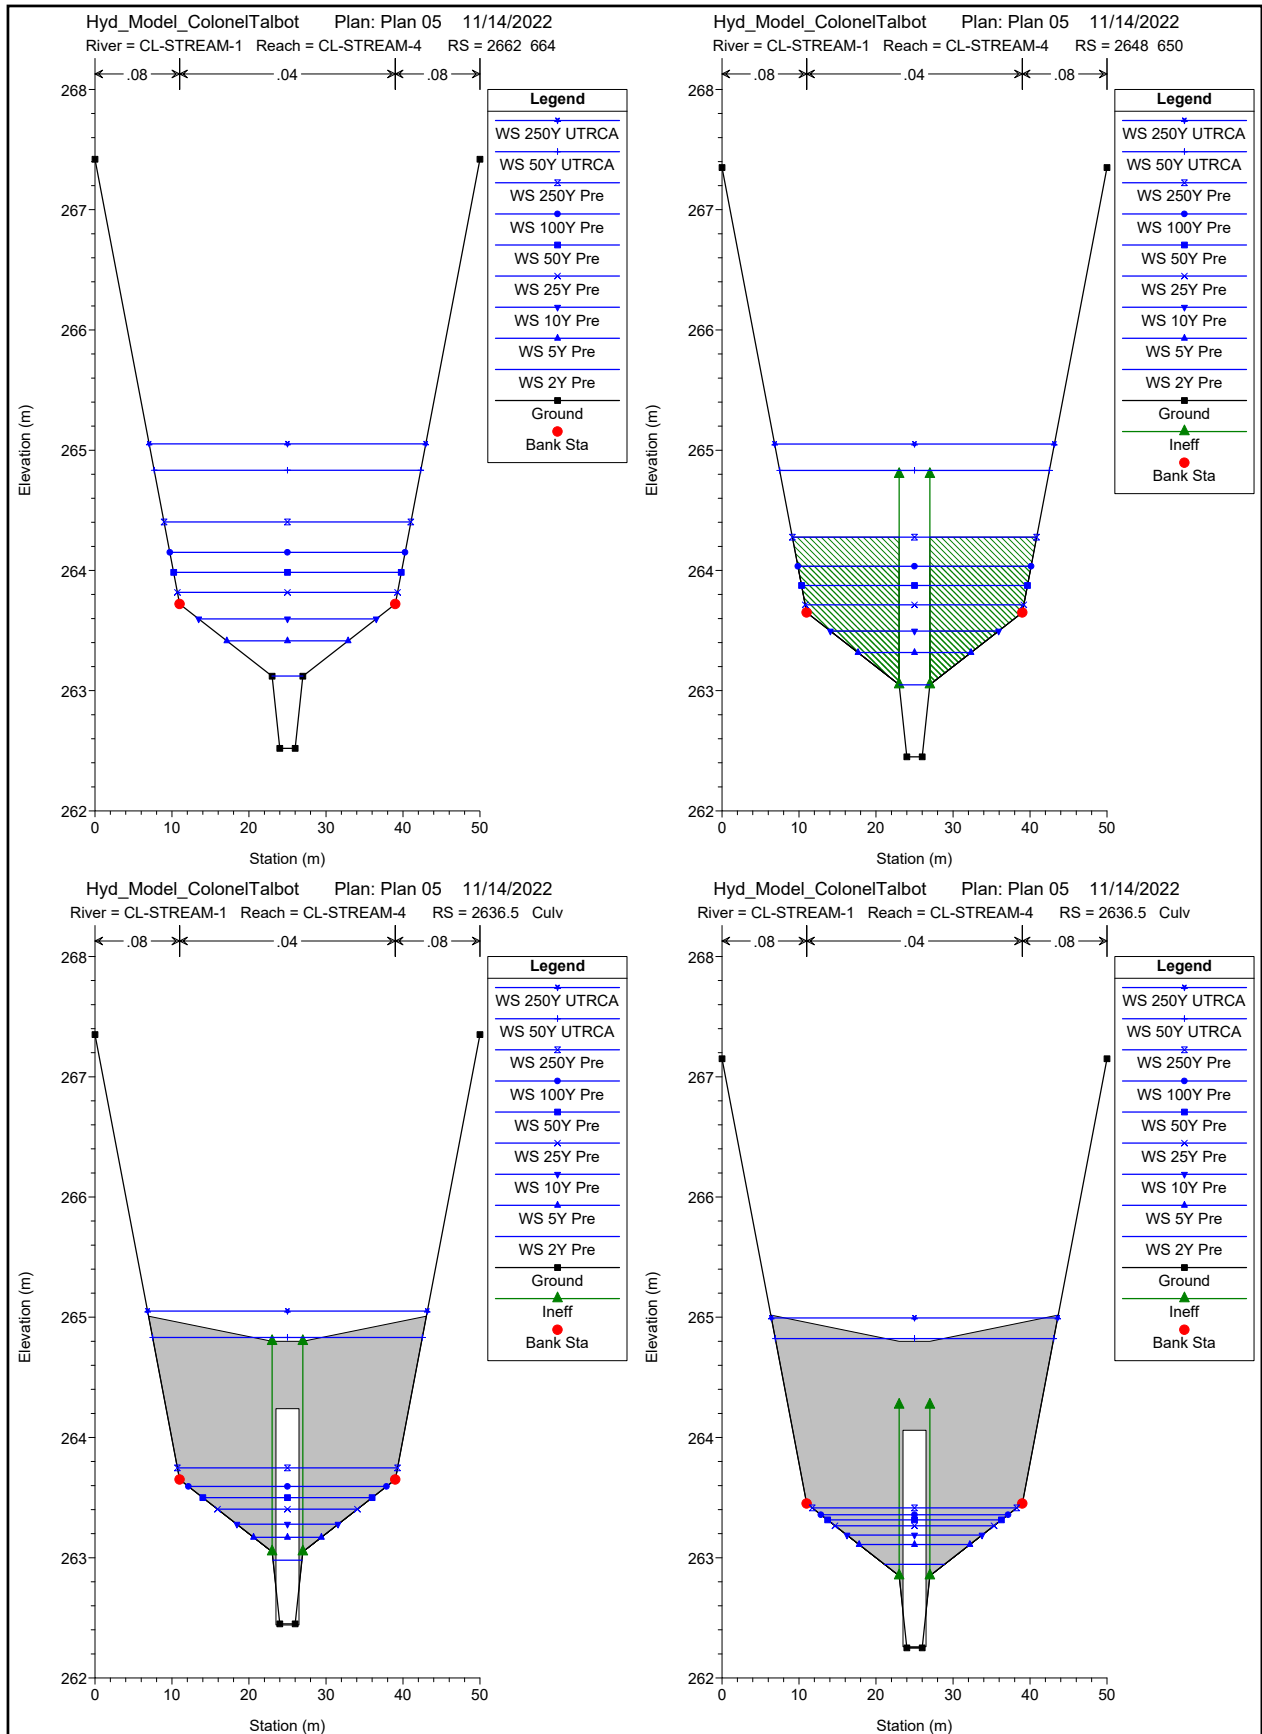 Hyd_Model_ColonelTalbot Plan: Plan 05 11/14/2022
River = CL-STREAM-1 Reach = CL-STREAM-4 RS = 2662 664
.08 .04 .08
268
267
266
265
264
263
262
Elevation (m)
0 10 20 30 40 50
Station (m)
Legend
WS 250Y UTRCA
WS 50Y UTRCA
WS 250Y Pre
WS 100Y Pre
WS 50Y Pre
WS 25Y Pre
WS 10Y Pre
WS 5Y Pre
WS 2Y Pre
Ground
Bank Sta
Hyd_Model_ColonelTalbot Plan: Plan 05 11/14/2022
River = CL-STREAM-1 Reach = CL-STREAM-4 RS = 2648 650
.08 .04 .08
268
267
266
265
264
263
262
Elevation (m)
0 10 20 30 40 50
Station (m)
Legend
WS 250Y UTRCA
WS 50Y UTRCA
WS 250Y Pre
WS 100Y Pre
WS 50Y Pre
WS 25Y Pre
WS 10Y Pre
WS 5Y Pre
WS 2Y Pre
Ground
Ineff
Bank Sta
Hyd_Model_ColonelTalbot Plan: Plan 05 11/14/2022
River = CL-STREAM-1 Reach = CL-STREAM-4 RS = 2636.5 Culv
.08 .04 .08
268
267
266
265
264
263
262
Elevation (m)
0 10 20 30 40 50
Station (m)
Legend
WS 250Y UTRCA
WS 50Y UTRCA
WS 250Y Pre
WS 100Y Pre
WS 50Y Pre
WS 25Y Pre
WS 10Y Pre
WS 5Y Pre
WS 2Y Pre
Ground
Ineff
Bank Sta
Hyd_Model_ColonelTalbot Plan: Plan 05 11/14/2022
River = CL-STREAM-1 Reach = CL-STREAM-4 RS = 2636.5 Culv
.08 .04 .08
268
267
266
265
264
263
262
Elevation (m)
0 10 20 30 40 50
Station (m)
Legend
WS 250Y UTRCA
WS 50Y UTRCA
WS 250Y Pre
WS 100Y Pre
WS 50Y Pre
WS 25Y Pre
WS 10Y Pre
WS 5Y Pre
WS 2Y Pre
Ground
Ineff
Bank Sta